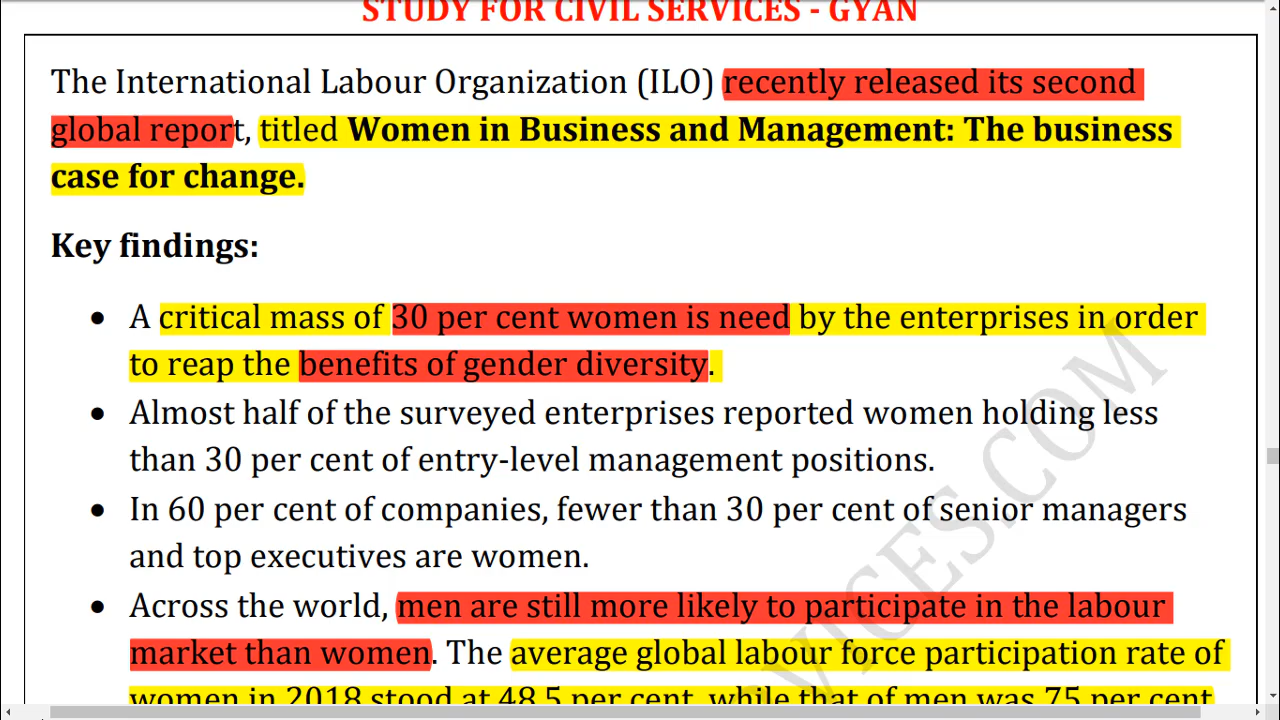 STUDY FOR CIVIL SERVICES - GYAN
The International Labour Organization (ILO) recently released its second
global report, titled Women in Business and Management: The business
case for change.
Key findings:
• A critical mass of 30 per cent women is need by the enterprises in order
to reap the benefits of gender diversity.
• Almost half of the surveyed enterprises reported women holding less
than 30 per cent of entry-level management positions.
• In 60 per cent of companies, fewer than 30 per cent of senior managers
and top executives are women.
• Across the world, men are still more likely to participate in the labour
market than women. The average global labour force participation rate of
women in 2018 stood at 48.5 per cent, while that of men was 75 per cent
VICES.COM